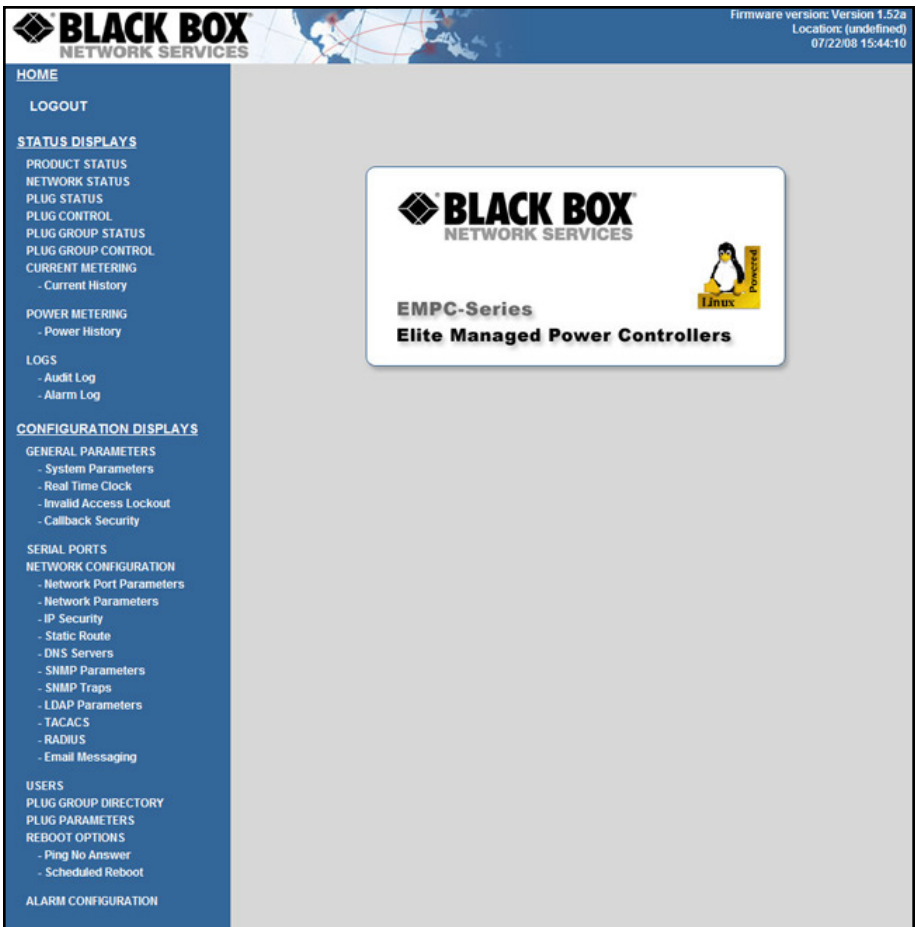 BLACK BOX
NETWORK SERVICES
Firmware version: Version 1.52a
Location: (undefined)
07/22/08 15:44:10
HOME
LOGOUT
STATUS DISPLAYS
PRODUCT STATUS
NETWORK STATUS
PLUG STATUS
PLUG CONTROL
PLUG GROUP STATUS
PLUG GROUP CONTROL
CURRENT METERING
- Current History
POWER METERING
- Power History
LOGS
- Audit Log
- Alarm Log
CONFIGURATION DISPLAYS
GENERAL PARAMETERS
- System Parameters
- Real Time Clock
- Invalid Access Lockout
- Callback Security
SERIAL PORTS
NETWORK CONFIGURATION
- Network Port Parameters
- Network Parameters
- IP Security
- Static Route
- DNS Servers
- SNMP Parameters
- SNMP Traps
- LDAP Parameters
- TACACS
- RADIUS
- Email Messaging
USERS
PLUG GROUP DIRECTORY
PLUG PARAMETERS
REBOOT OPTIONS
- Ping No Answer
- Scheduled Reboot
ALARM CONFIGURATION
BLACK BOX
NETWORK SERVICES
Linux
Powered
EMPC-Series
Elite Managed Power Controllers